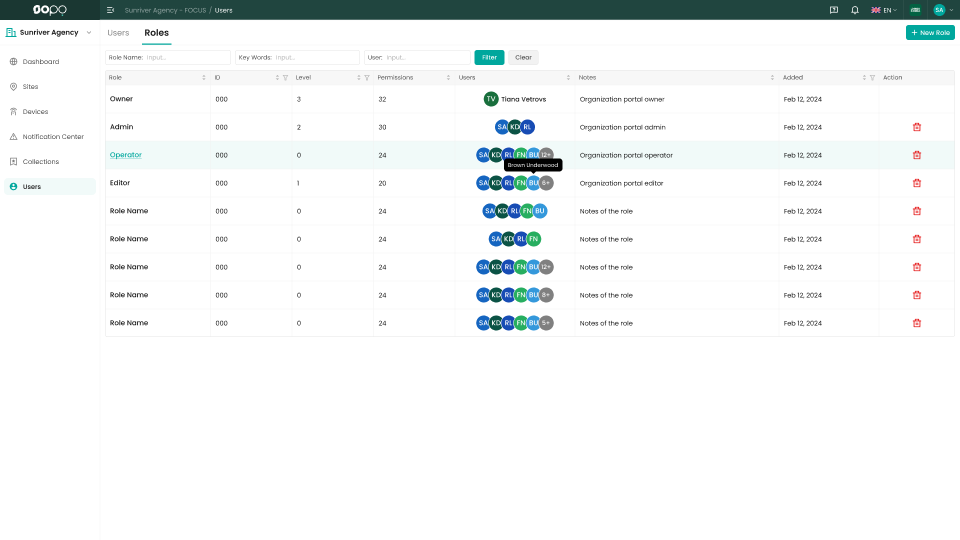 oopo
Sunriver Agency - FOCUS / Users
EN
SA
Sunriver Agency
Dashboard
Sites
Devices
Notification Center
Collections
Users
Users Roles
+ New Role
Role Name: Input.. Key Words: Input.. Use: Input.. Filter Clear
Role ID Level Permissions Users Notes Added Action
Owner 000 3 32 TV Tiana Vetrovs Organization portal owner Feb 12, 2024
Admin 000 2 30 SA KD RL Organization portal admin Feb 12, 2024
Operator 000 0 24 SA KD RL FN BU 12+ Organization portal operator Feb 12, 2024
Brown Underwood
Editor 000 1 20 SA KD RL FN BU 6+ Organization portal editor Feb 12, 2024
Role Name 000 0 24 SA KD RL FN BU Notes of the role Feb 12, 2024
Role Name 000 0 24 SA KD RL FN Notes of the role Feb 12, 2024
Role Name 000 0 24 SA KD RL FN BU 12+ Notes of the role Feb 12, 2024
Role Name 000 0 24 SA KD RL FN BU 8+ Notes of the role Feb 12, 2024
Role Name 000 0 24 SA KD RL FN BU 5+ Notes of the role Feb 12, 2024